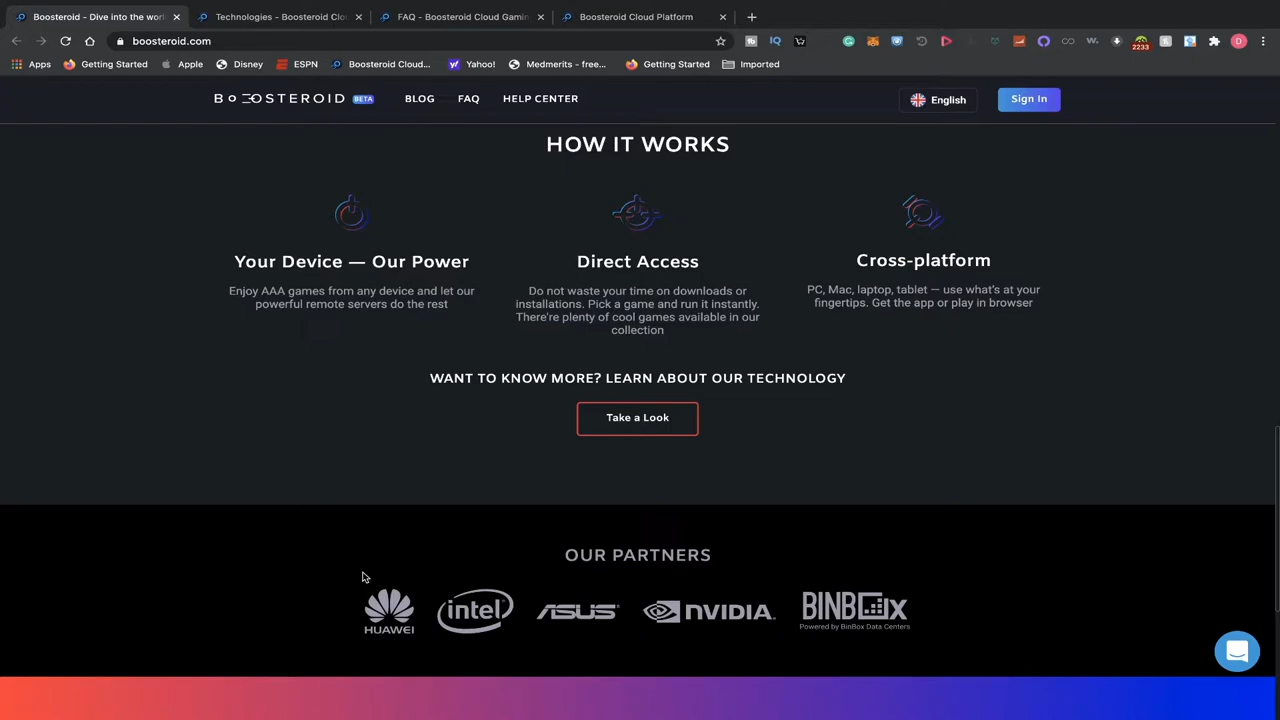 Boosteroid - Dive into the worl
Technologies - Boosteroid Clou
FAQ - Boosteroid Cloud Gamin
Boosteroid Cloud Platform
boosteroid.com
2233
D
Apps
Getting Started
Apple
Disney
ESPN
Boosteroid Cloud...
Yahoo!
Medmerits - free...
Getting Started
Imported
BOOSTEROID BETA
BLOG
FAQ
HELP CENTER
English
Sign In
HOW IT WORKS
Your Device — Our Power
Enjoy AAA games from any device and let our
powerful remote servers do the rest
Direct Access
Do not waste your time on downloads or
installations. Pick a game and run it instantly.
There're plenty of cool games available in our
collection
Cross-platform
PC, Mac, laptop, tablet — use what's at your
fingertips. Get the app or play in browser
WANT TO KNOW MORE? LEARN ABOUT OUR TECHNOLOGY
Take a Look
OUR PARTNERS
HUAWEI
intel
ASUS
NVIDIA.
BINBOX
Powered by BinBox Data Centers